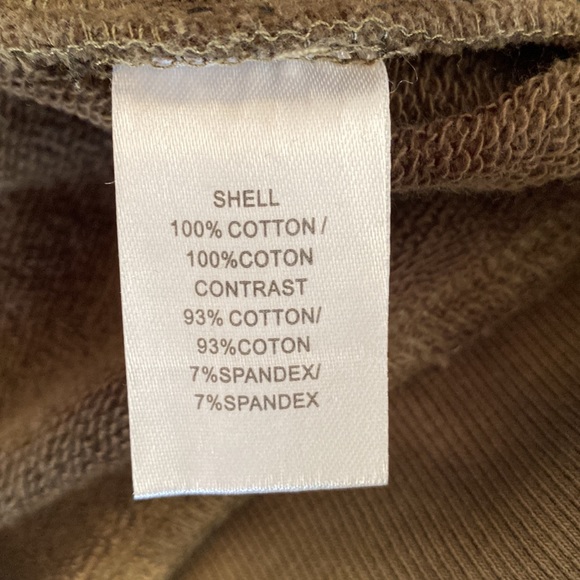 SHELL
100% COTTON /
100%COTON
CONTRAST
93% COTTON/
93%COTON
7%SPANDEX/
7%SPANDEX